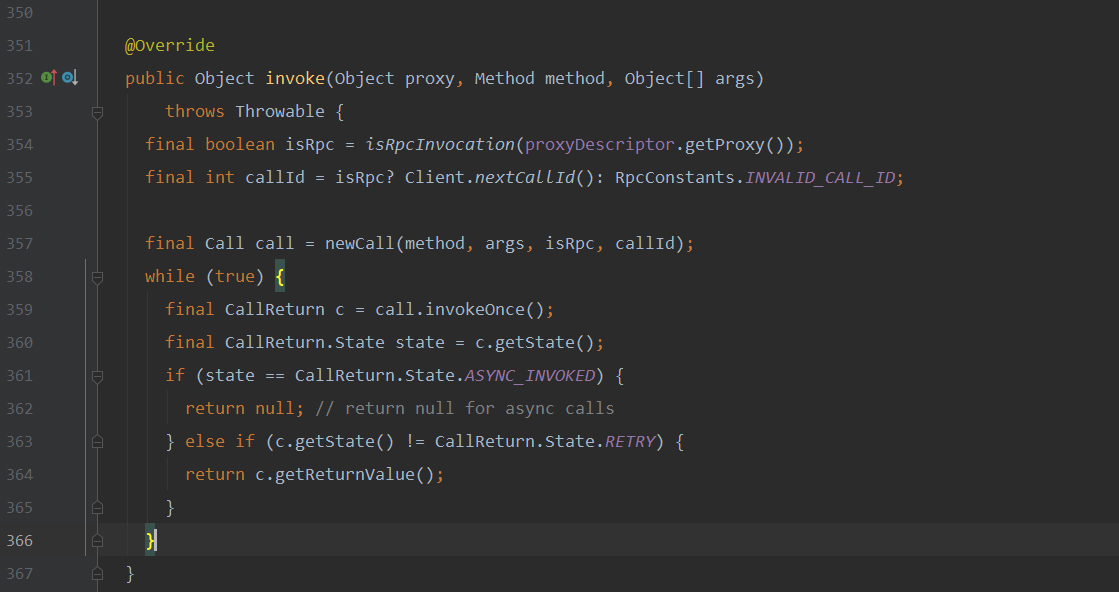 350
351 @Override
352 public Object invoke(Object proxy, Method method, Object[] args)
353 throws Throwable {
354 final boolean isRpc = isRpcInvocation(proxyDescriptor.getProxy());
355 final int callId = isRpc? Client.nextCallId(): RpcConstants.INVALID_CALL_ID;
356
357 final Call call = newCall(method, args, isRpc, callId);
358 while (true) {
359 final CallReturn c = call.invokeOnce();
360 final CallReturn.State state = c.getState();
361 if (state == CallReturn.State.ASYNC_INVOKED) {
362 return null; // return null for async calls
363 } else if (c.getState() != CallReturn.State.RETRY) {
364 return c.getReturnValue();
365 }
366 }
367 }